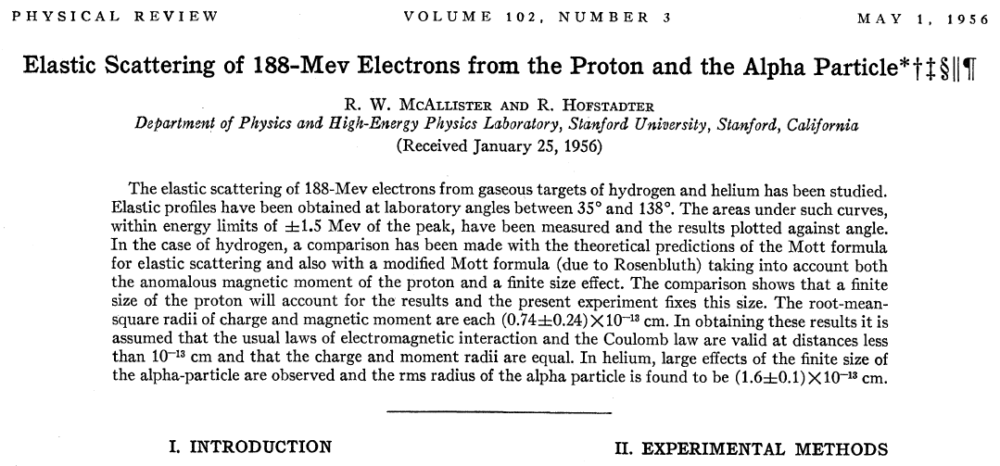 PHYSICAL REVIEW VOLUME 102, NUMBER 3 MAY 1, 1956
Elastic Scattering of 188-Mev Electrons from the Proton and the Alpha Particle*†‡§‖¶
R. W. McAllister and R. Hofstadter
Department of Physics and High-Energy Physics Laboratory, Stanford University, Stanford, California
(Received January 25, 1956)
The elastic scattering of 188-Mev electrons from gaseous targets of hydrogen and helium has been studied.
Elastic profiles have been obtained at laboratory angles between 35° and 138°. The areas under such curves,
within energy limits of ±1.5 Mev of the peak, have been measured and the results plotted against angle.
In the case of hydrogen, a comparison has been made with the theoretical predictions of the Mott formula
for elastic scattering and also with a modified Mott formula (due to Rosenbluth) taking into account both
the anomalous magnetic moment of the proton and a finite size effect. The comparison shows that a finite
size of the proton will account for the results and the present experiment fixes this size. The root-mean-
square radii of charge and magnetic moment are each (0.74±0.24)×10⁻¹³ cm. In obtaining these results it is
assumed that the usual laws of electromagnetic interaction and the Coulomb law are valid at distances less
than 10⁻¹³ cm and that the charge and moment radii are equal. In helium, large effects of the finite size of
the alpha-particle are observed and the rms radius of the alpha particle is found to be (1.6±0.1)×10⁻¹³ cm.
I. INTRODUCTION
II. EXPERIMENTAL METHODS